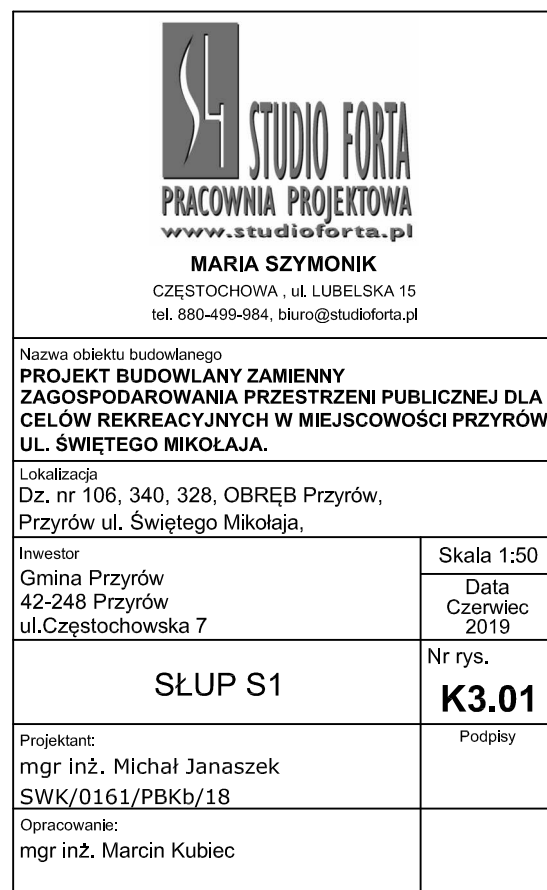 STUDIO FORTA
PRACOWNIA PROJEKTOWA
www.studioforta.pl
MARIA SZYMONIK
CZĘSTOCHOWA , ul. LUBELSKA 15
tel. 880-499-984, biuro@studioforta.pl
Nazwa obiektu budowlanego
PROJEKT BUDOWLANY ZAMIENNY
ZAGOSPODAROWANIA PRZESTRZENI PUBLICZNEJ DLA
CELÓW REKREACYJNYCH W MIEJSCOWOŚCI PRZYRÓW
UL. ŚWIĘTEGO MIKOŁAJA.
Lokalizacja
Dz. nr 106, 340, 328, OBRĘB Przyrów,
Przyrów ul. Świętego Mikołaja,
Inwestor
Gmina Przyrów
42-248 Przyrów
ul.Częstochowska 7
Skala 1:50
Data
Czerwiec
2019
SŁUP S1
Nr rys.
K3.01
Projektant:
mgr inż. Michał Janaszek
SWK/0161/PBKb/18
Podpisy
Opracowanie:
mgr inż. Marcin Kubiec